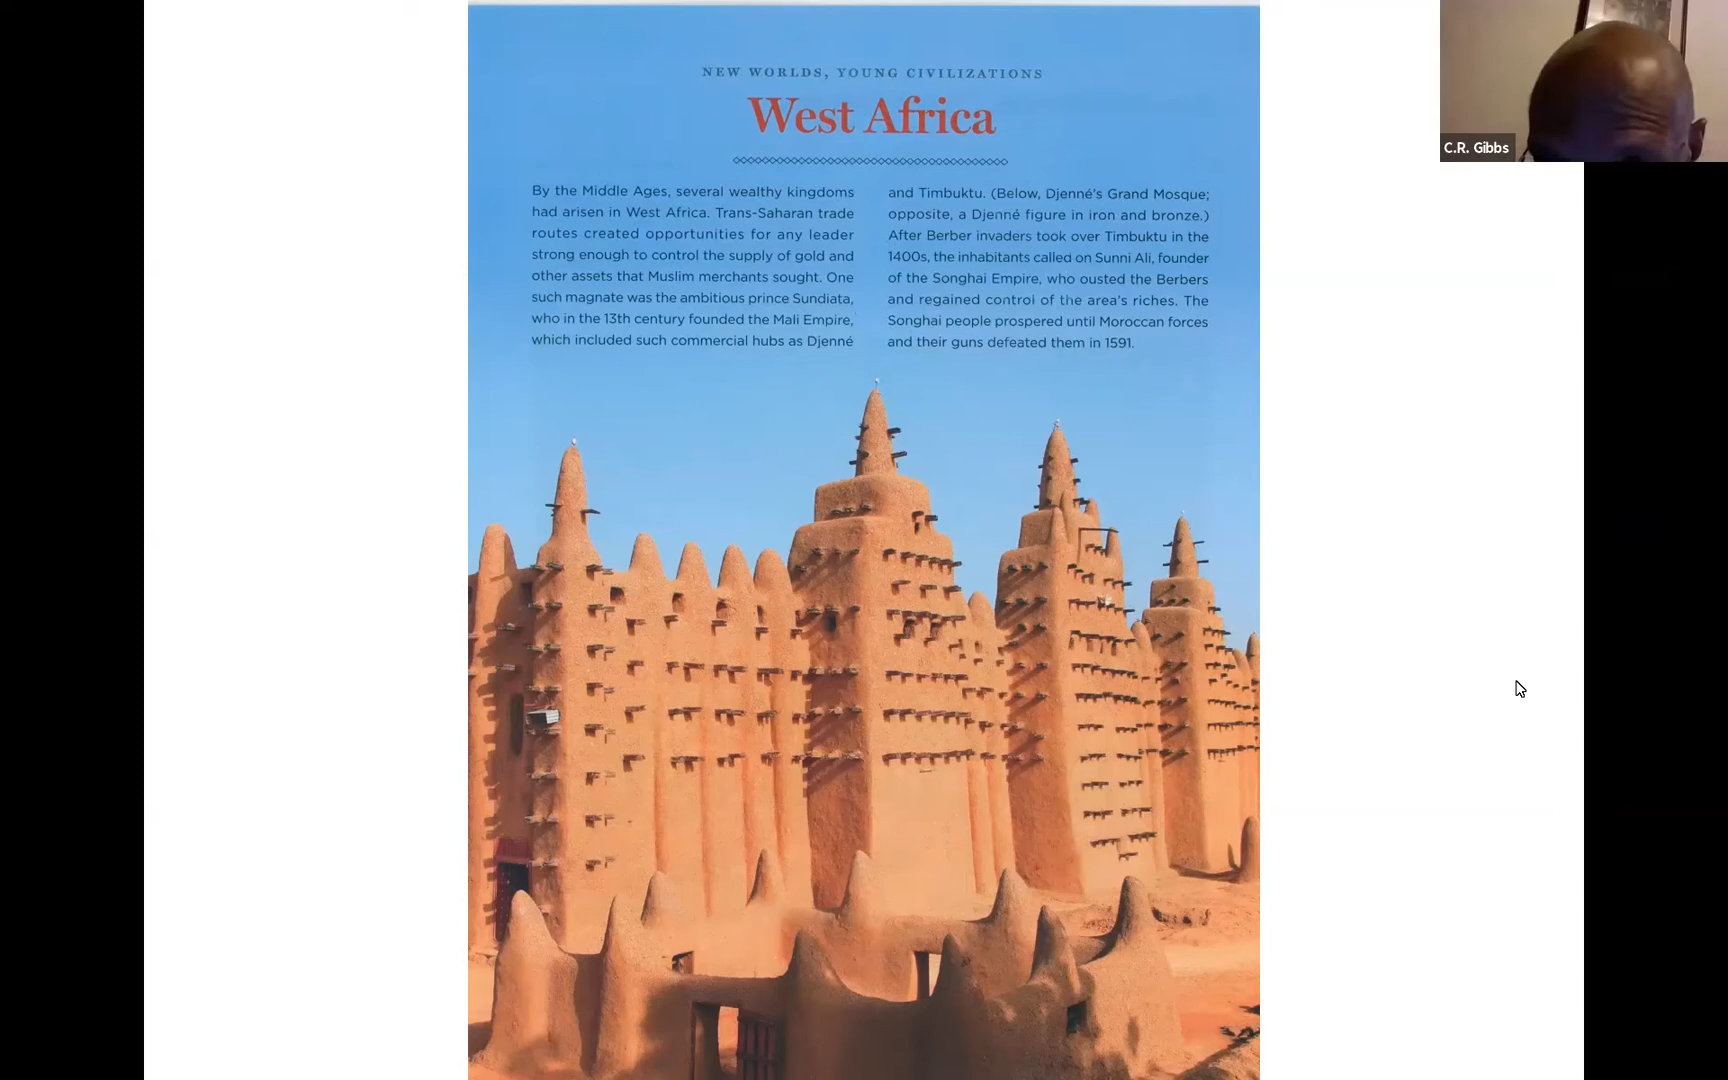 NEW WORLDS, YOUNG CIVILIZATIONS
West Africa
By the Middle Ages, several wealthy kingdoms
had arisen in West Africa. Trans-Saharan trade
routes created opportunities for any leader
strong enough to control the supply of gold and
other assets that Muslim merchants sought. One
such magnate was the ambitious prince Sundiata,
who in the 13th century founded the Mali Empire,
which included such commercial hubs as Djenné
and Timbuktu. (Below, Djenné's Grand Mosque;
opposite, a Djenné figure in iron and bronze.)
After Berber invaders took over Timbuktu in the
1400s, the inhabitants called on Sunni Ali, founder
of the Songhai Empire, who ousted the Berbers
and regained control of the area's riches. The
Songhai people prospered until Moroccan forces
and their guns defeated them in 1591.
C.R. Gibbs